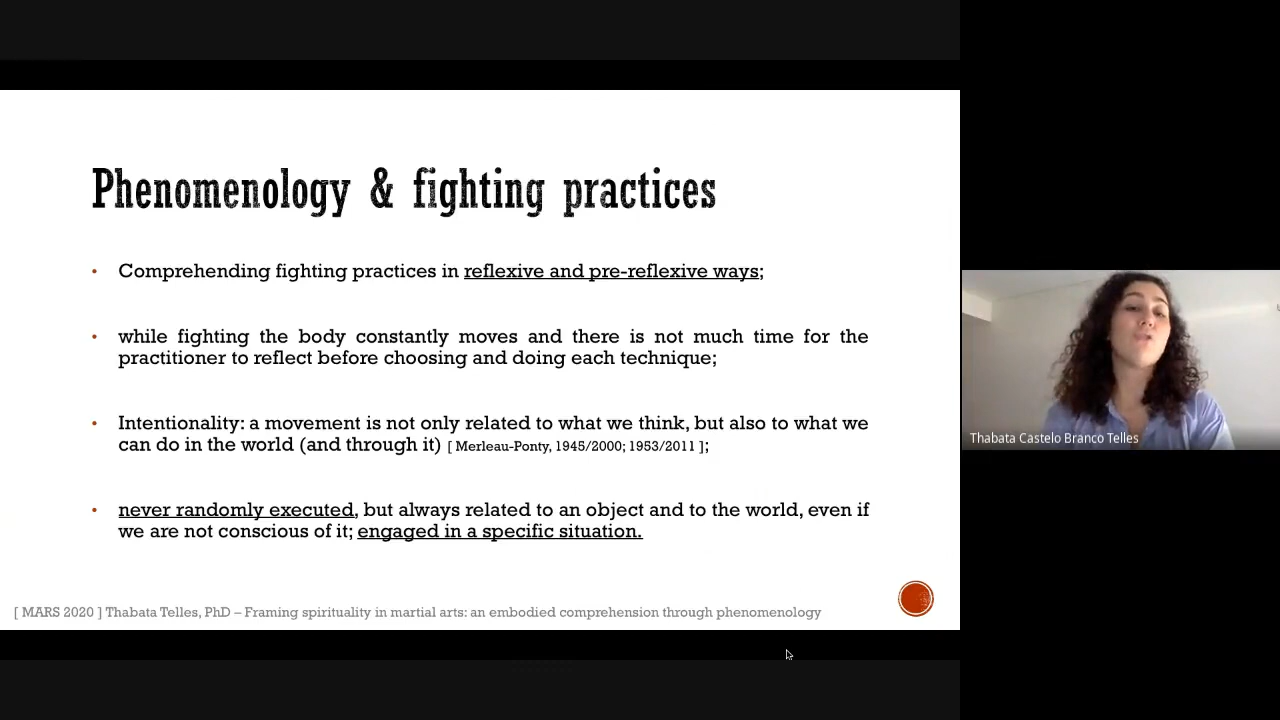 Phenomenology & fighting practices
• Comprehending fighting practices in reflexive and pre-reflexive ways;
• while fighting the body constantly moves and there is not much time for the
practitioner to reflect before choosing and doing each technique;
• Intentionality: a movement is not only related to what we think, but also to what we
can do in the world (and through it) [ Merleau-Ponty, 1945/2000; 1953/2011 ];
• never randomly executed, but always related to an object and to the world, even if
we are not conscious of it; engaged in a specific situation.
[ MARS 2020 ] Thabata Telles, PhD – Framing spirituality in martial arts: an embodied comprehension through phenomenology
Thabata Castelo Branco Telles